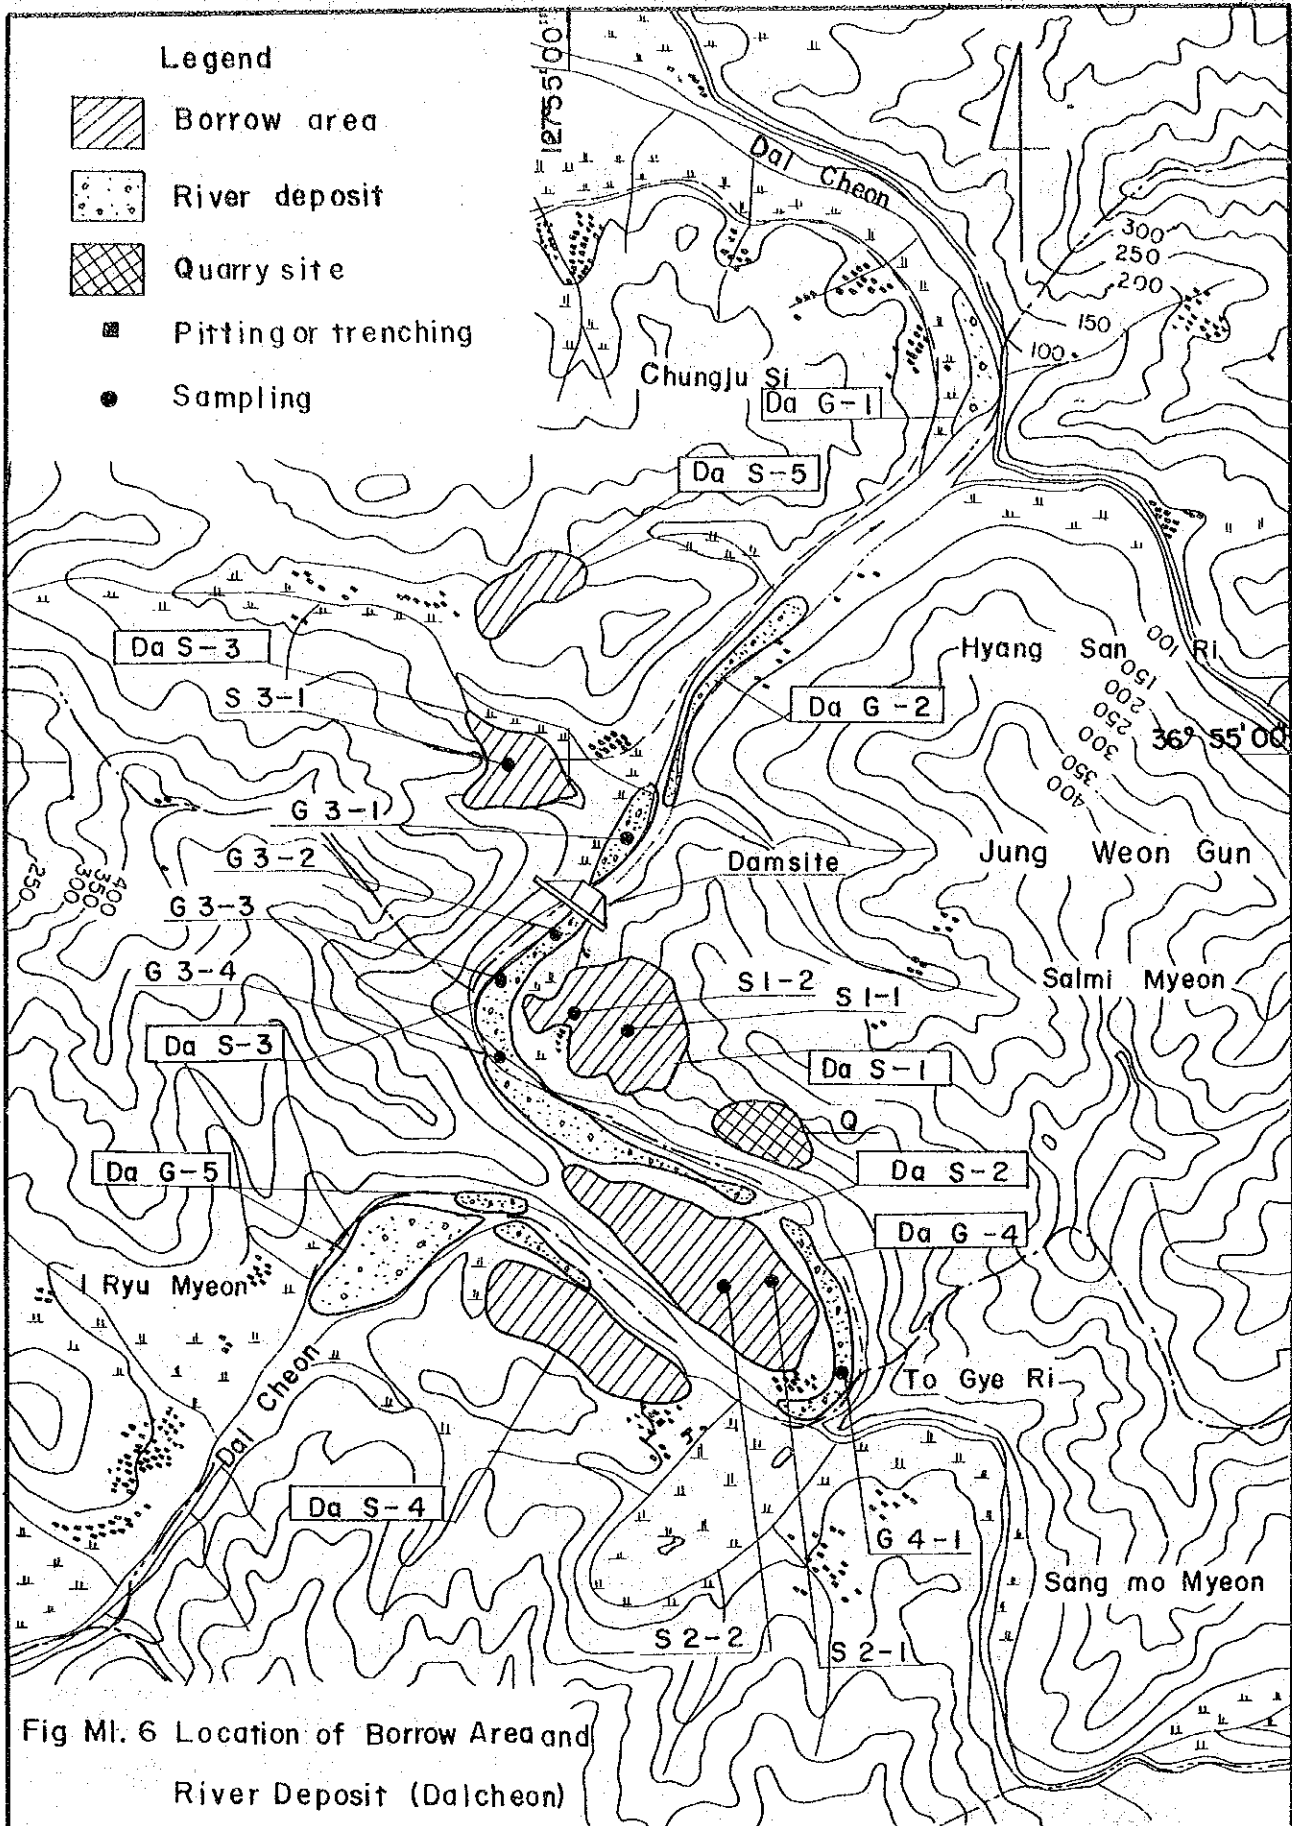 Legend
Borrow area
River deposit
Quarry site
Pitting or trenching
Sampling
127°55'00"
Dal Cheon
300
250
200
150
100
Chungju Si
Da G-1
Da S-5
Da S-3
S 3-1
Hyang San Ri
Da G-2
100
150
200
250
300
350
400
36° 55' 00"
G 3-1
G 3-2
Damsite
Jung Weon Gun
250
300
350
400
G 3-3
G 3-4
S 1-2
S 1-1
Salmi Myeon
Da S-3
Da S-1
Q
Da G-5
Da S-2
Da G-4
I Ryu Myeon
Dal Cheon
To Gye Ri
Da S-4
G 4-1
Sang mo Myeon
S 2-2
S 2-1
Fig MI. 6 Location of Borrow Area and
River Deposit (Dalcheon)